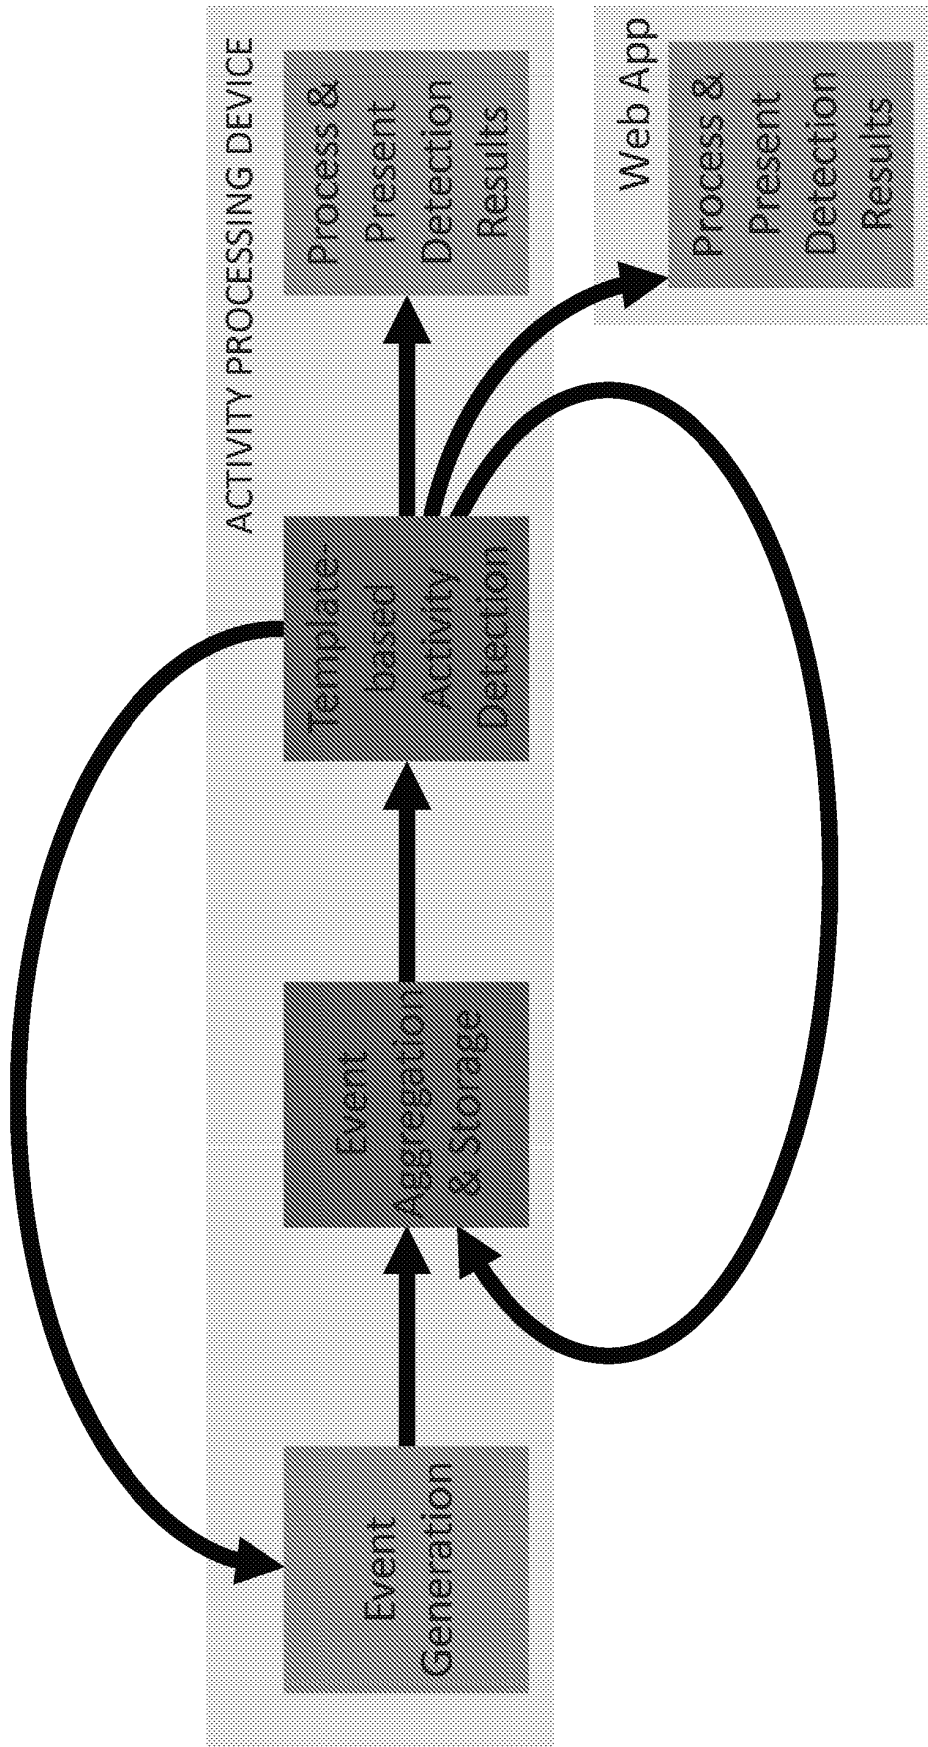 ACTIVITY PROCESSING DEVICE
Event
Generation
Event
Aggregation
& Storage
Template-
based
Activity
Detection
Process &
Present
Detection
Results
Web App
Process &
Present
Detection
Results